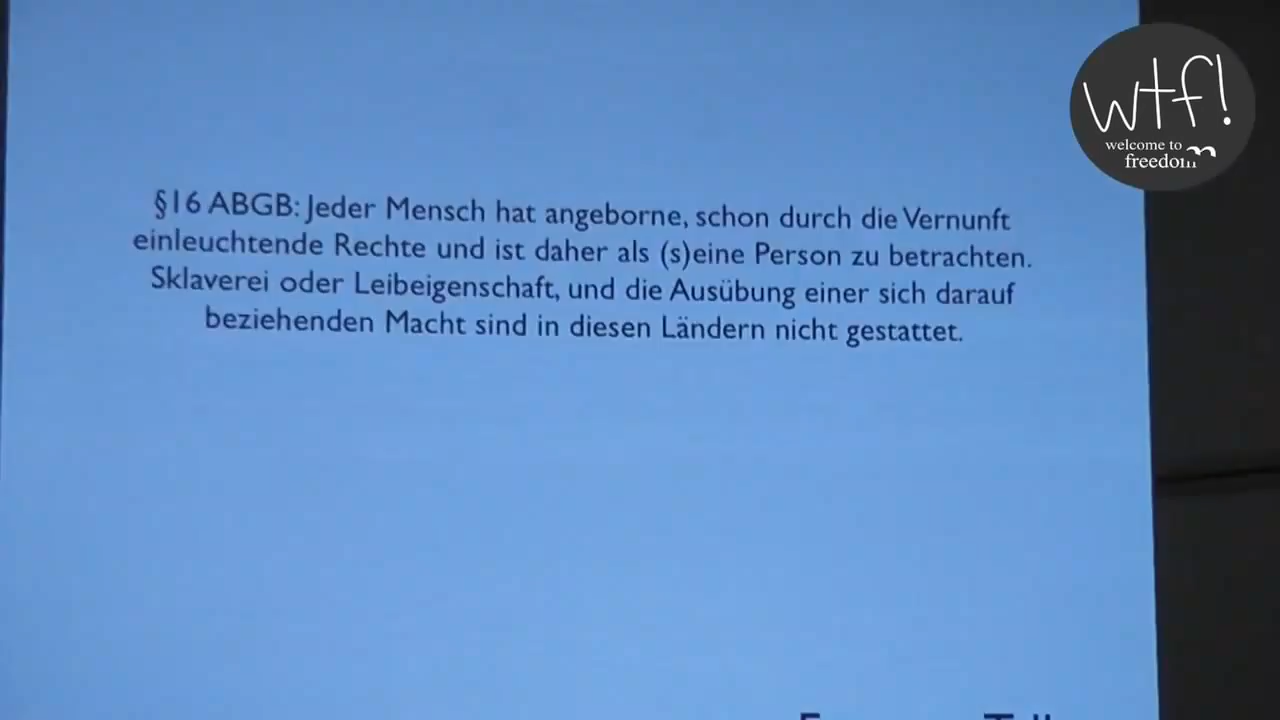 wtf!
welcome to
freedom
§16 ABGB: Jeder Mensch hat angeborne, schon durch die Vernunft
einleuchtende Rechte und ist daher als (s)eine Person zu betrachten.
Sklaverei oder Leibeigenschaft, und die Ausübung einer sich darauf
beziehenden Macht sind in diesen Ländern nicht gestattet.